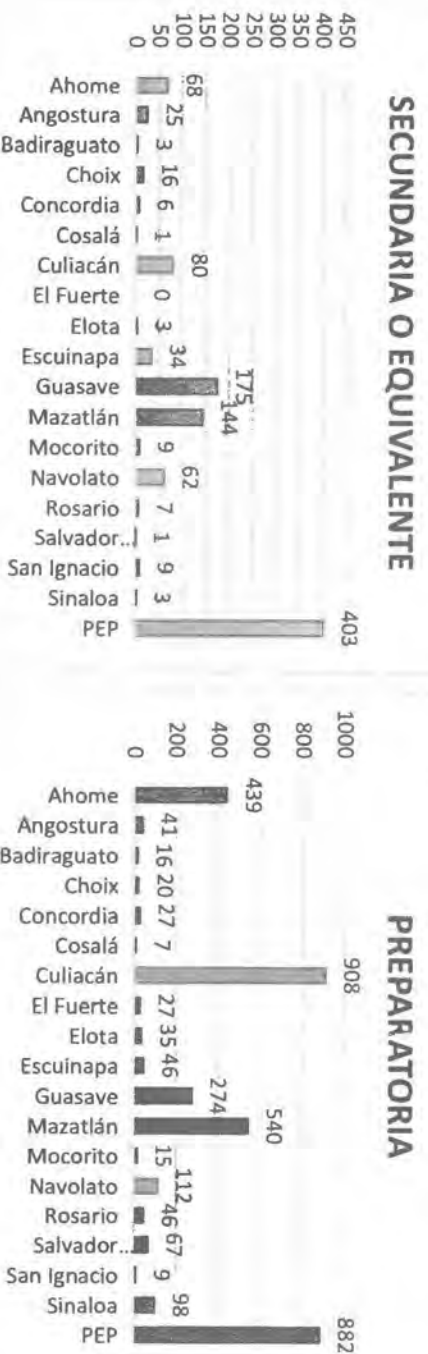 SECUNDARIA O EQUIVALENTE
450
400
350
300
250
200
150
100
50
0
68
25
3
16
6
1
80
0
3
34
175
144
9
62
7
1
9
3
403
Ahome
Angostura
Badiraguato
Choix
Concordia
Cosalá
Culiacán
El Fuerte
Elota
Escuinapa
Guasave
Mazatlán
Mocorito
Navolato
Rosario
Salvador...
San Ignacio
Sinaloa
PEP
PREPARATORIA
1000
800
600
400
200
0
439
41
16
20
27
7
908
27
35
46
274
540
15
112
46
67
9
98
882
Ahome
Angostura
Badiraguato
Choix
Concordia
Cosalá
Culiacán
El Fuerte
Elota
Escuinapa
Guasave
Mazatlán
Mocorito
Navolato
Rosario
Salvador...
San Ignacio
Sinaloa
PEP